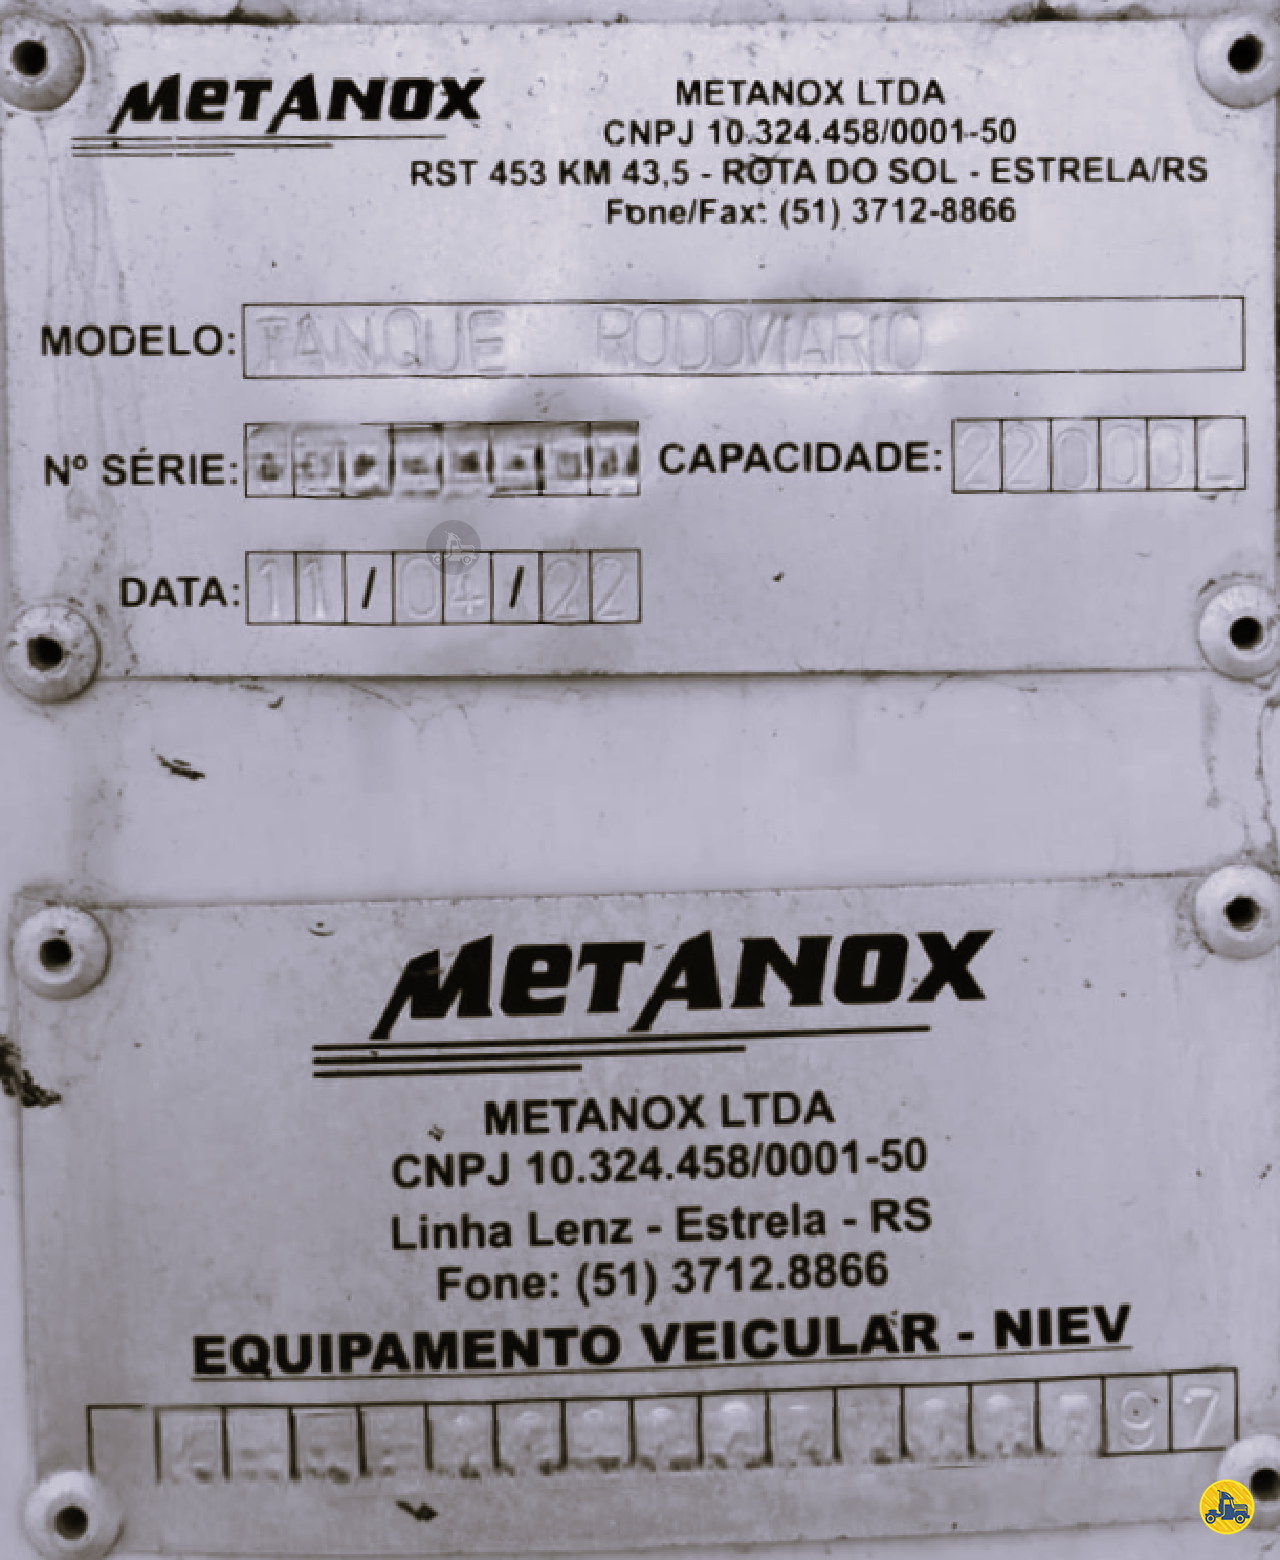 METANOX
METANOX LTDA
CNPJ 10.324.458/0001-50
RST 453 KM 43,5 - ROTA DO SOL - ESTRELA/RS
Fone/Fax: (51) 3712-8866
MODELO: TANQUE RODOVIARIO
Nº SÉRIE:
CAPACIDADE: 22000L
DATA: 11/04/22
METANOX
METANOX LTDA
CNPJ 10.324.458/0001-50
Linha Lenz - Estrela - RS
Fone: (51) 3712.8866
EQUIPAMENTO VEICULAR - NIEV
97